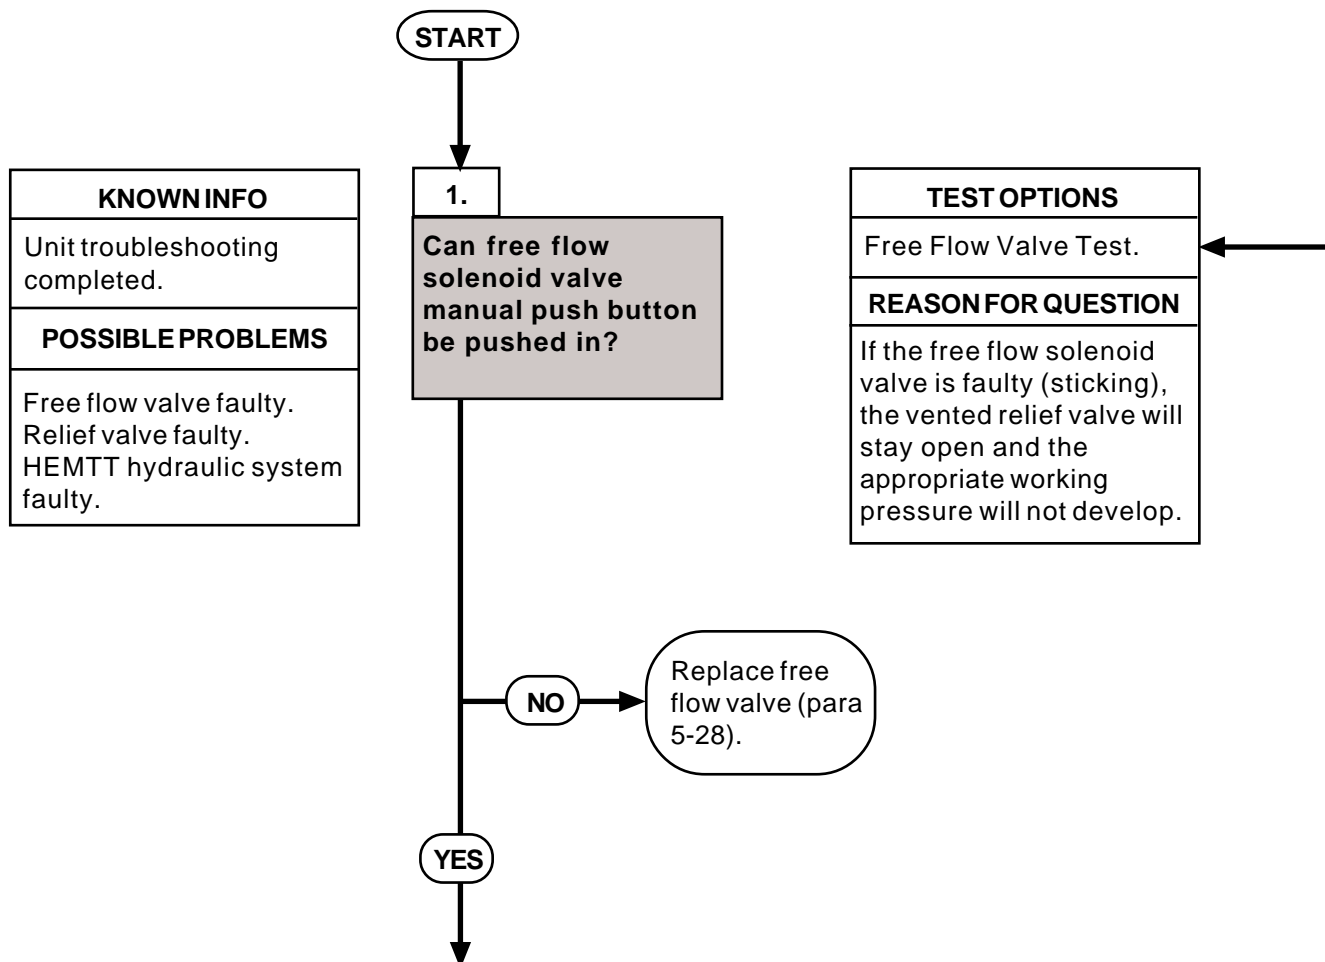 START
KNOWN INFO
Unit troubleshooting
completed.
POSSIBLE PROBLEMS
Free flow valve faulty.
Relief valve faulty.
HEMTT hydraulic system
faulty.
1.
Can free flow
solenoid valve
manual push button
be pushed in?
TEST OPTIONS
Free Flow Valve Test.
REASON FOR QUESTION
If the free flow solenoid
valve is faulty (sticking),
the vented relief valve will
stay open and the
appropriate working
pressure will not develop.
NO
Replace free
flow valve (para
5-28).
YES